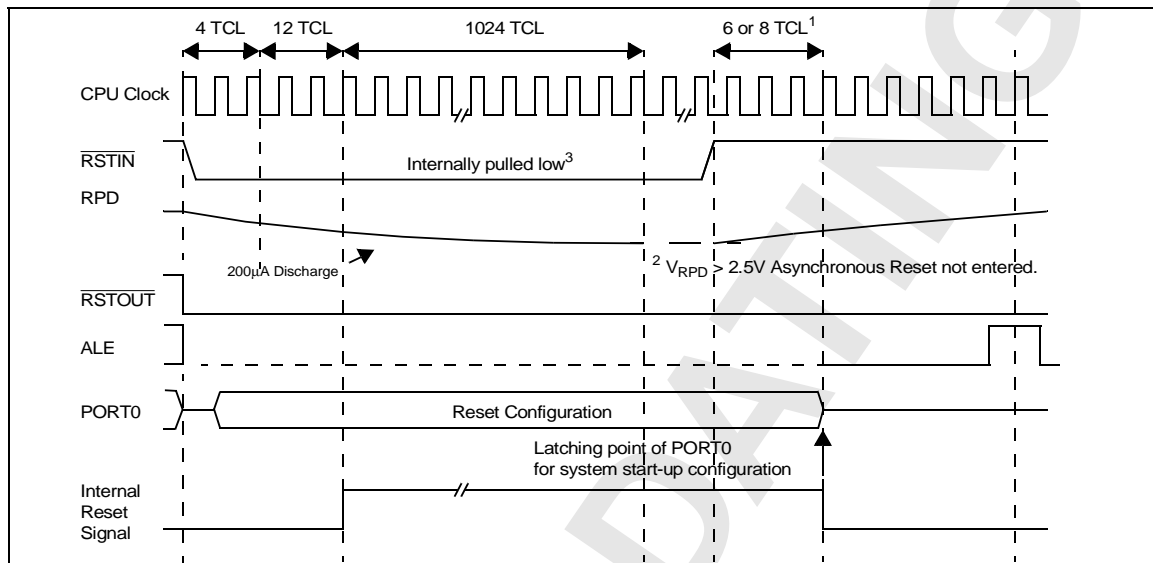 4 TCL 12 TCL 1024 TCL 6 or 8 TCL1
CPU Clock
RSTIN
Internally pulled low3
RPD
200µA Discharge
2 VRPD > 2.5V Asynchronous Reset not entered.
RSTOUT
ALE
PORT0
Reset Configuration
Latching point of PORT0
for system start-up configuration
Internal
Reset
Signal
DATING